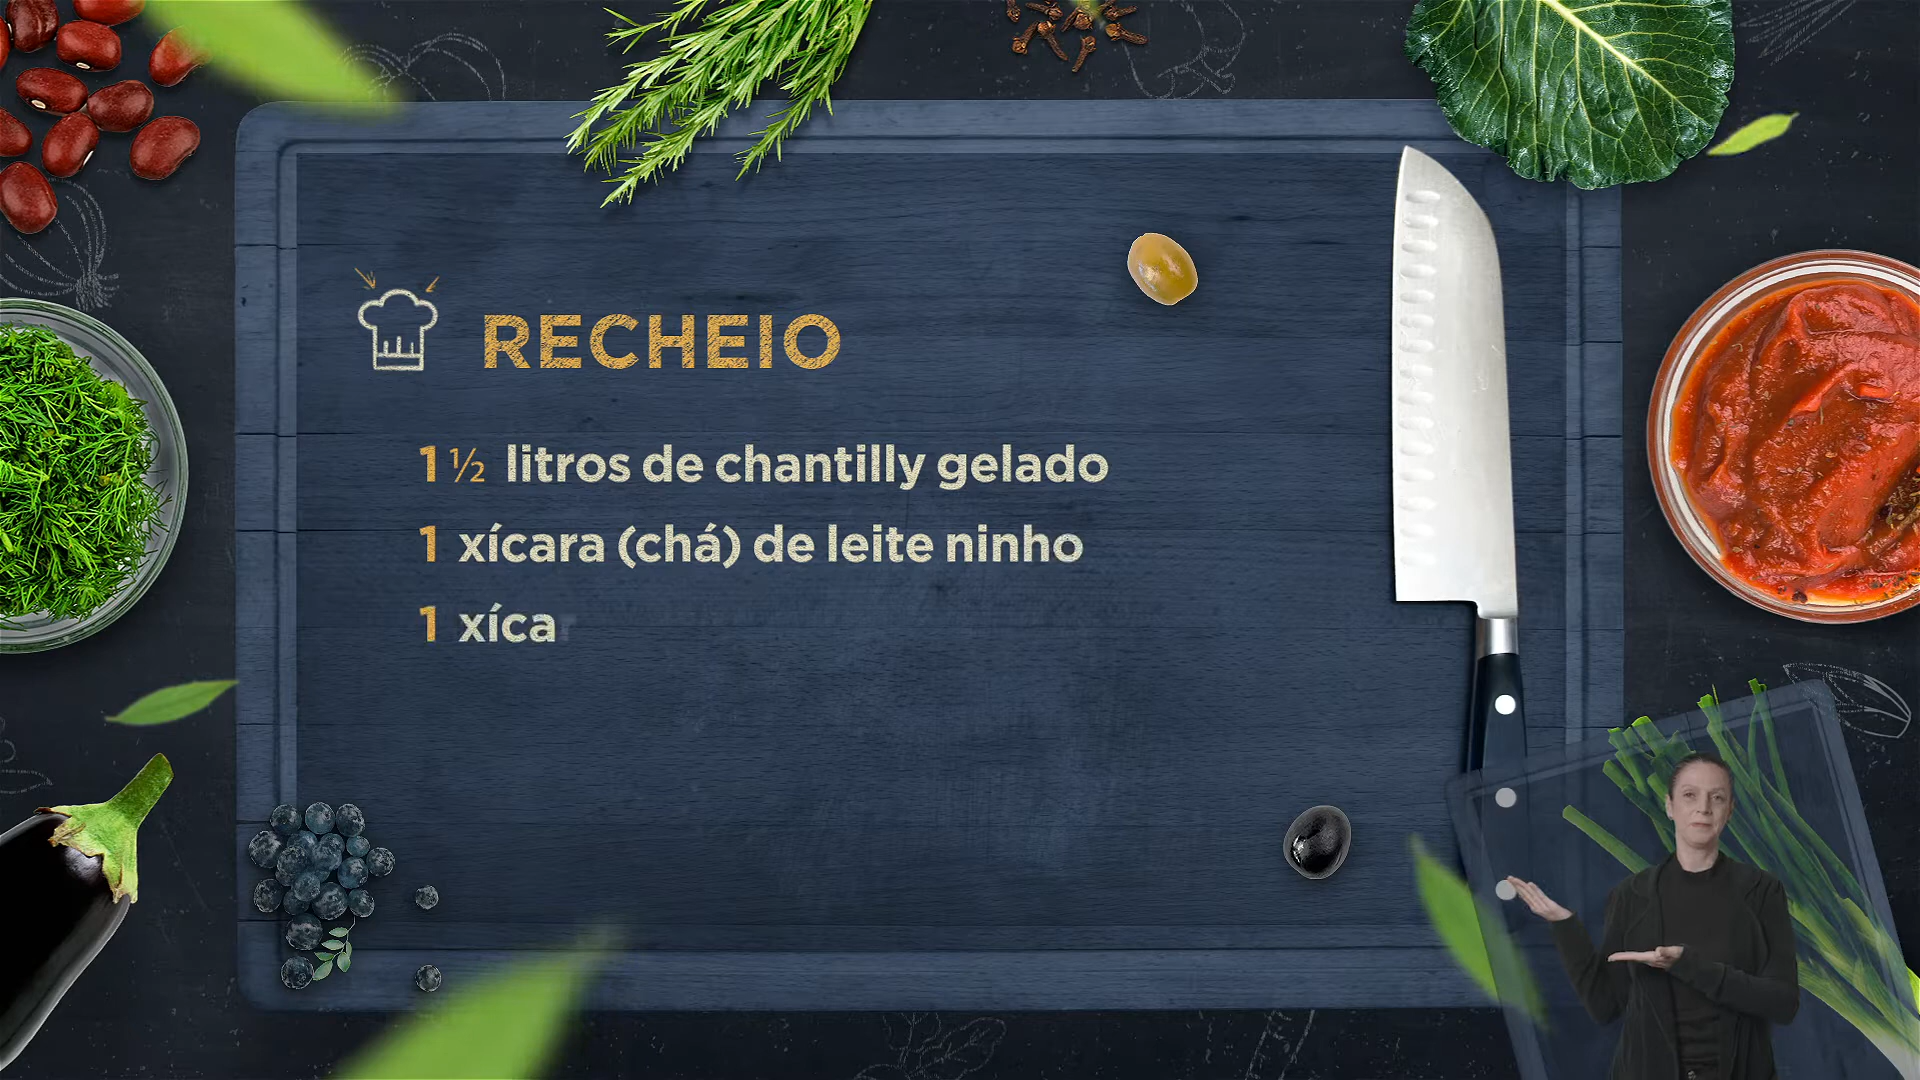 RECHEIO
1 ½ litros de chantilly gelado
1 xícara (chá) de leite ninho
1 xíca